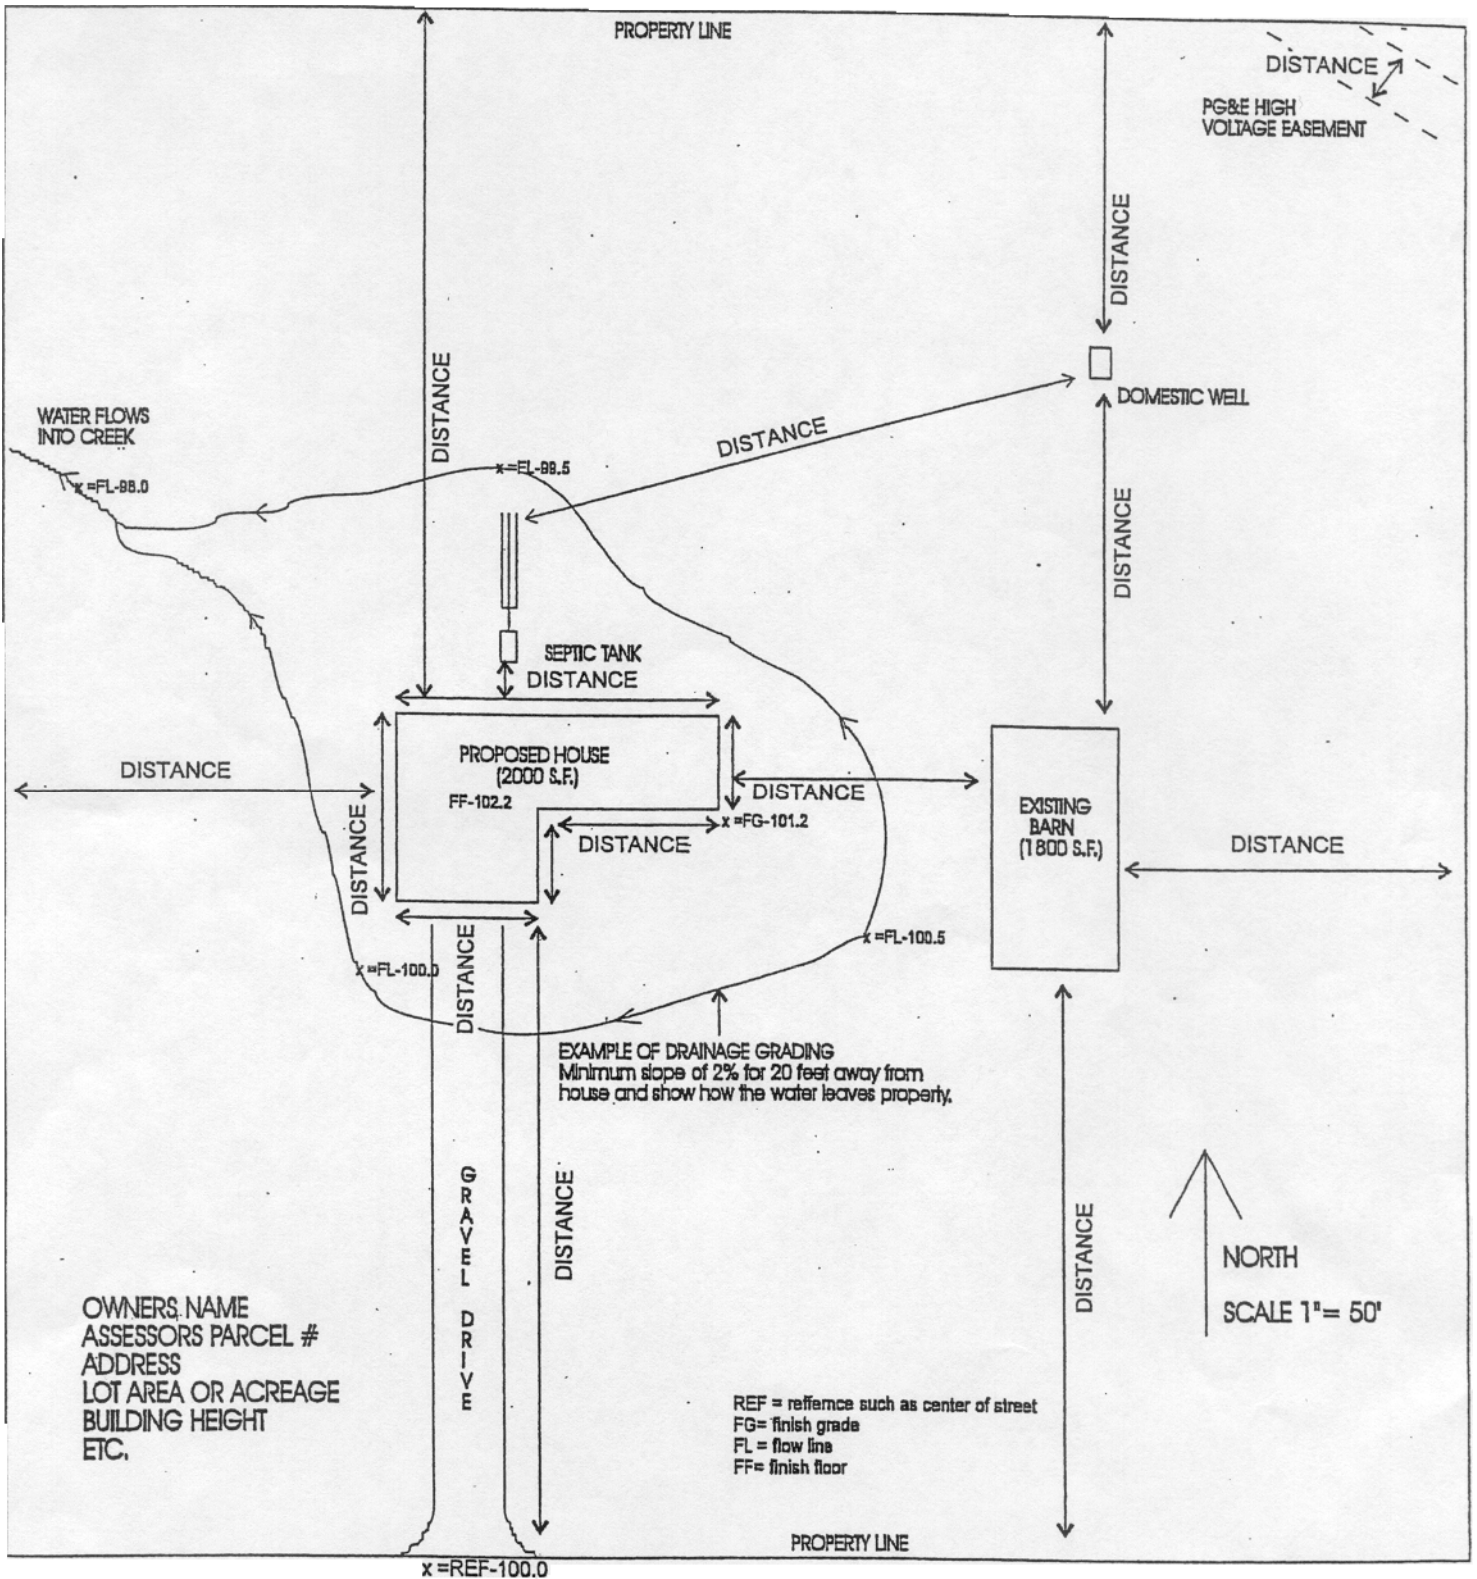 PROPERTY LINE
DISTANCE
PG&E HIGH
VOLTAGE EASEMENT
DISTANCE
DISTANCE
DOMESTIC WELL
WATER FLOWS
INTO CREEK
DISTANCE
x =FL-99.5
x =FL-98.0
DISTANCE
SEPTIC TANK
DISTANCE
PROPOSED HOUSE
(2000 S.F.)
FF-102.2
DISTANCE
DISTANCE
DISTANCE
x =FG-101.2
DISTANCE
EXISTING
BARN
(1800 S.F.)
DISTANCE
x =FL-100.5
x =FL-100.0
DISTANCE
EXAMPLE OF DRAINAGE GRADING
Minimum slope of 2% for 20 feet away from
house and show how the water leaves property.
GRAVEL DRIVE
DISTANCE
DISTANCE
NORTH
SCALE 1"= 50'
OWNERS NAME
ASSESSORS PARCEL #
ADDRESS
LOT AREA OR ACREAGE
BUILDING HEIGHT
ETC.
REF = reffernce such as center of street
FG= finish grade
FL = flow line
FF= finish floor
PROPERTY LINE
x =REF-100.0